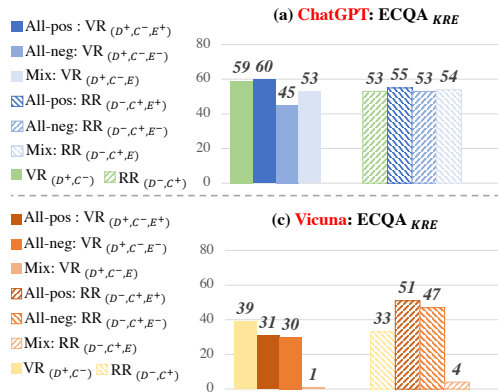 (a) ChatGPT: ECQA KRE
All-pos : VR (D⁺,C⁻,E⁺)
All-neg: VR (D⁺,C⁻,E⁻)
Mix: VR (D⁺,C⁻,E)
All-pos: RR (D⁻,C⁺,E⁺)
All-neg: RR (D⁻,C⁺,E⁻)
Mix: RR (D⁻,C⁺,E)
VR (D⁺,C⁻) RR (D⁻,C⁺)
80
60
40
20
0
59 60 45 53 53 55 53 54
(c) Vicuna: ECQA KRE
All-pos : VR (D⁺,C⁻,E⁺)
All-neg: VR (D⁺,C⁻,E⁻)
Mix: VR (D⁺,C⁻,E)
All-pos: RR (D⁻,C⁺,E⁺)
All-neg: RR (D⁻,C⁺,E⁻)
Mix: RR (D⁻,C⁺,E)
VR (D⁺,C⁻) RR (D⁻,C⁺)
80
60
40
20
0
39 31 30 1 33 51 47 4